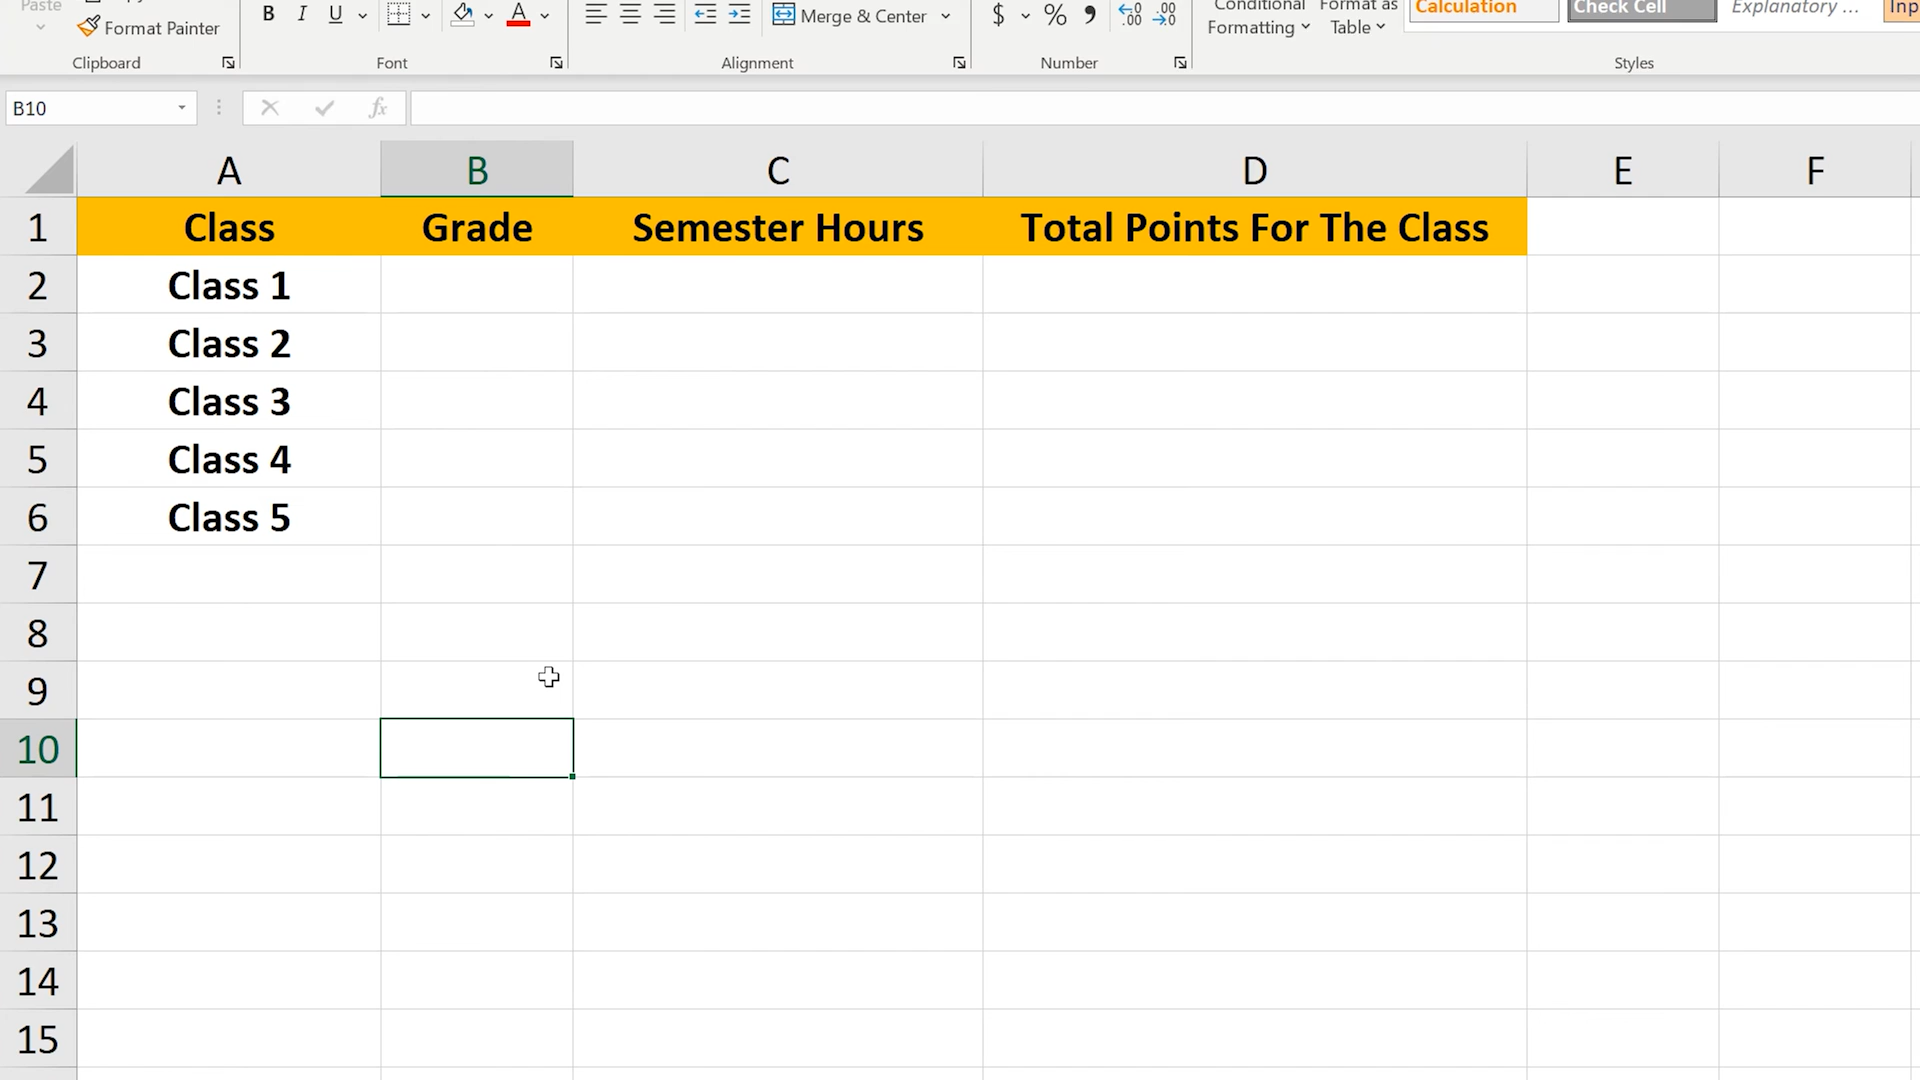 Paste
Format Painter
B I U A
Merge & Center
$ % 9
Conditional
Formatting
Format as
Table
Calculation
Check Cell
Explanatory ...
Inp
Clipboard
Font
Alignment
Number
Styles
B10
fx
A B C D E F
1 Class Grade Semester Hours Total Points For The Class
2 Class 1
3 Class 2
4 Class 3
5 Class 4
6 Class 5
7
8
9
10
11
12
13
14
15